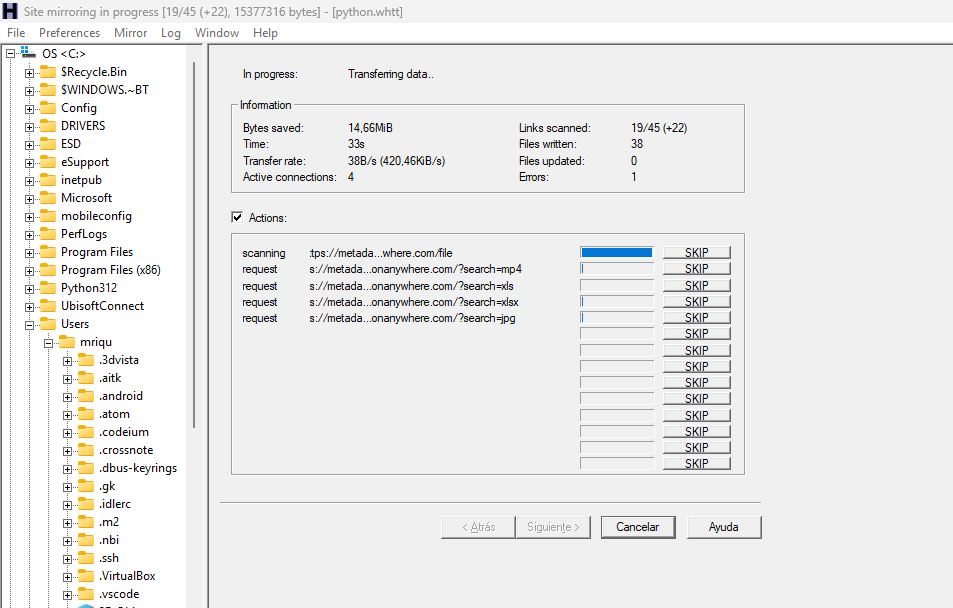 Site mirroring in progress [19/45 (+22), 15377316 bytes] - [python.whtt]
File Preferences Mirror Log Window Help
OS <C:>
$Recycle.Bin
$WINDOWS.~BT
Config
DRIVERS
ESD
eSupport
inetpub
Microsoft
mobileconfig
PerfLogs
Program Files
Program Files (x86)
Python312
UbisoftConnect
Users
mriqu
.3dvista
.aitk
.android
.atom
.codeium
.crossnote
.dbus-keyrings
.gk
.idlerc
.m2
.nbi
.ssh
.VirtualBox
.vscode
In progress: Transferring data..
Information
Bytes saved: 14,66MiB Links scanned: 19/45 (+22)
Time: 33s Files written: 38
Transfer rate: 38B/s (420,46KiB/s) Files updated: 0
Active connections: 4 Errors: 1
Actions:
scanning :tps://metada...where.com/file SKIP
request s://metada...onanywhere.com/?search=mp4 SKIP
request s://metada...onanywhere.com/?search=xls SKIP
request s://metada...onanywhere.com/?search=xlsx SKIP
request s://metada...onanywhere.com/?search=jpg SKIP
SKIP
SKIP
SKIP
SKIP
SKIP
SKIP
SKIP
SKIP
SKIP
< Atrás Siguiente > Cancelar Ayuda